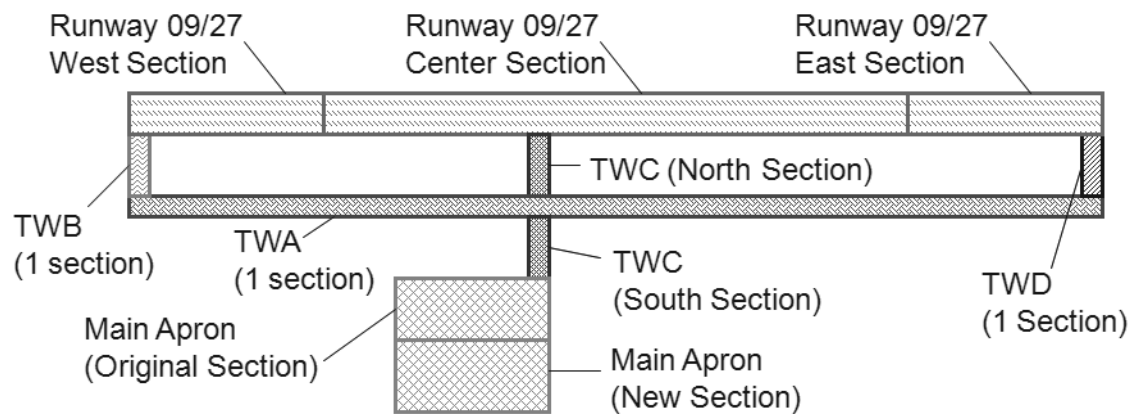 Runway 09/27
West Section
Runway 09/27
Center Section
Runway 09/27
East Section
TWC (North Section)
TWB
(1 section)
TWA
(1 section)
TWC
(South Section)
TWD
(1 Section)
Main Apron
(Original Section)
Main Apron
(New Section)